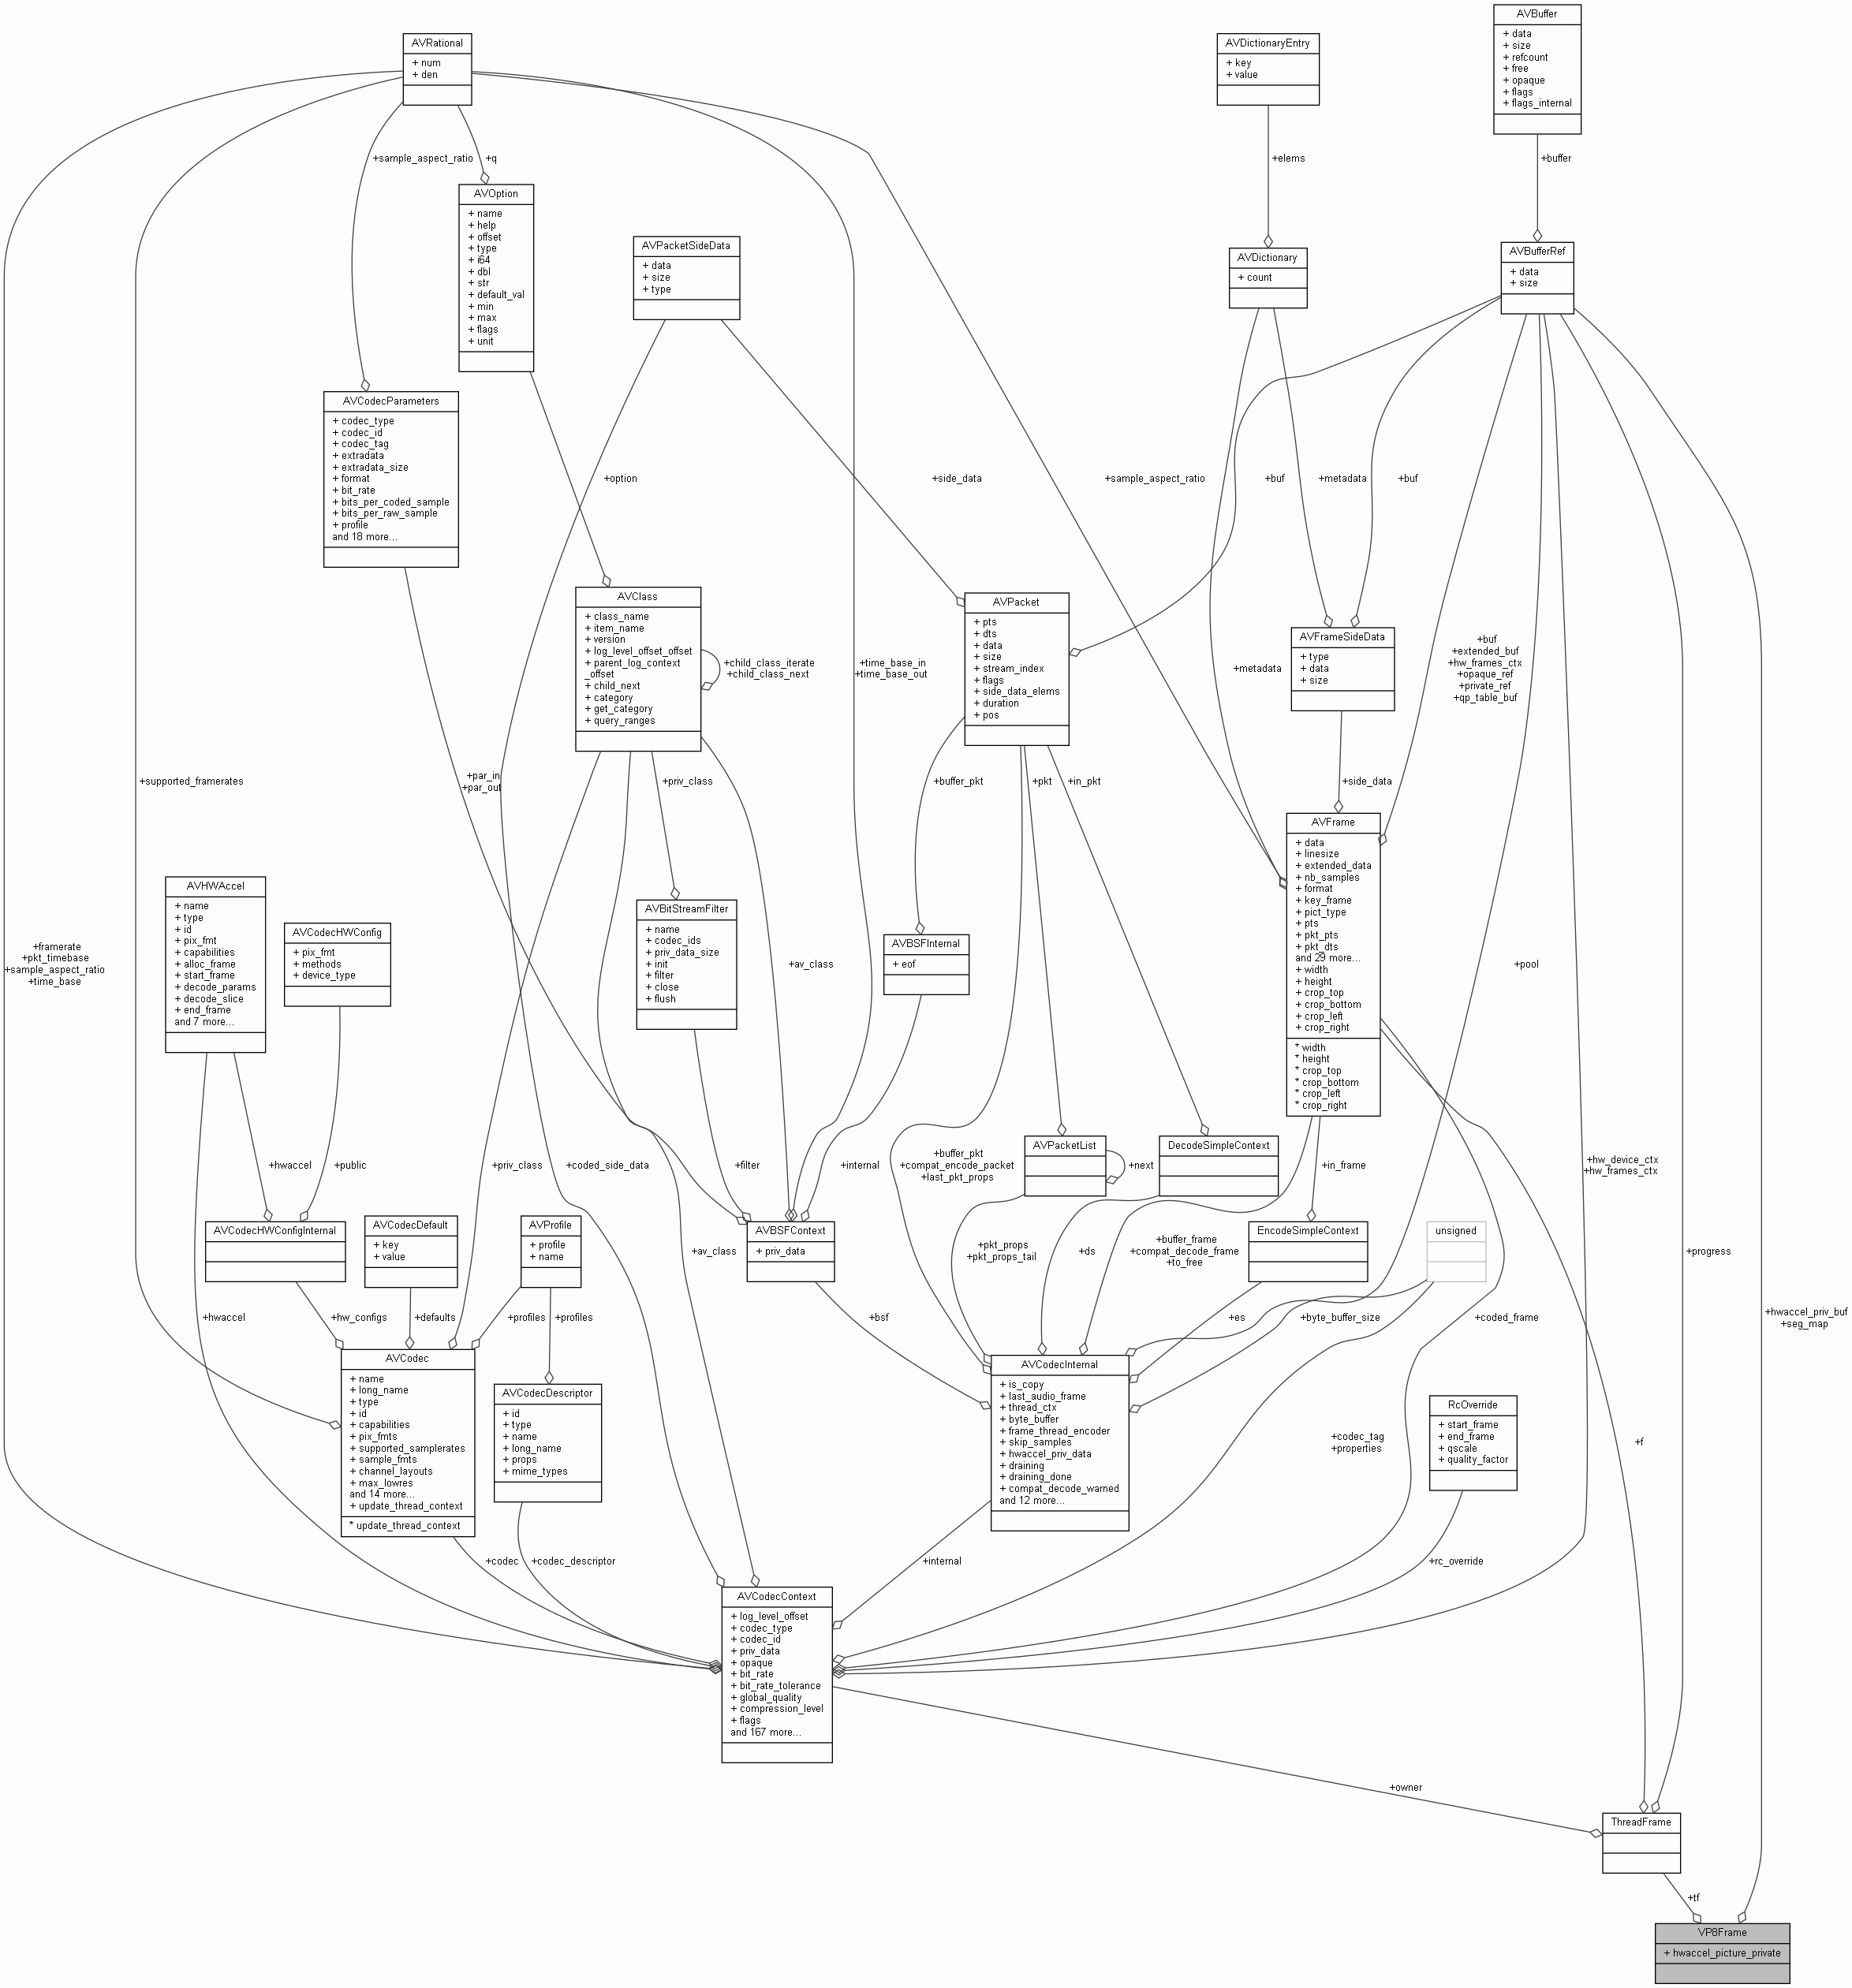 AVBuffer
+ data
+ size
+ refcount
+ free
+ opaque
+ flags
+ flags_internal
AVRational
+ num
+ den
AVDictionaryEntry
+ key
+ value
+sample_aspect_ratio
+q
+elems
+buffer
AVOption
+ name
+ help
+ offset
+ type
+ i64
+ dbl
+ str
+ default_val
+ min
+ max
+ flags
+ unit
AVPacketSideData
+ data
+ size
+ type
AVDictionary
+ count
AVBufferRef
+ data
+ size
AVCodecParameters
+ codec_type
+ codec_id
+ codec_tag
+ extradata
+ extradata_size
+ format
+ bit_rate
+ bits_per_coded_sample
+ bits_per_raw_sample
+ profile
and 18 more...
+option
+side_data
+sample_aspect_ratio
+buf
+metadata
+buf
AVClass
+ class_name
+ item_name
+ version
+ log_level_offset_offset
+ parent_log_context
_offset
+ child_next
+ category
+ get_category
+ query_ranges
+child_class_iterate
+child_class_next
+time_base_in
+time_base_out
AVPacket
+ pts
+ dts
+ data
+ size
+ stream_index
+ flags
+ side_data_elems
+ duration
+ pos
+metadata
AVFrameSideData
+ type
+ data
+ size
+buf
+extended_buf
+hw_frames_ctx
+opaque_ref
+private_ref
+qp_table_buf
+supported_framerates
+par_in
+par_out
+priv_class
+buffer_pkt
+pkt
+in_pkt
+side_data
AVFrame
+ data
+ linesize
+ extended_data
+ nb_samples
+ format
+ key_frame
+ pict_type
+ pts
+ pkt_pts
+ pkt_dts
and 29 more...
+ width
+ height
+ crop_top
+ crop_bottom
+ crop_left
+ crop_right
* width
* height
* crop_top
* crop_bottom
* crop_left
* crop_right
+framerate
+pkt_timebase
+sample_aspect_ratio
+time_base
AVHWAccel
+ name
+ type
+ id
+ pix_fmt
+ capabilities
+ alloc_frame
+ start_frame
+ decode_params
+ decode_slice
+ end_frame
and 7 more...
AVCodecHWConfig
+ pix_fmt
+ methods
+ device_type
AVBitStreamFilter
+ name
+ codec_ids
+ priv_data_size
+ init
+ filter
+ close
+ flush
+av_class
AVBSFInternal
+ eof
+pool
+hwaccel
+public
+priv_class
+coded_side_data
+filter
+internal
+buffer_pkt
+compat_encode_packet
+last_pkt_props
AVPacketList
+next
DecodeSimpleContext
+in_frame
+hw_device_ctx
+hw_frames_ctx
AVCodecHWConfigInternal
AVCodecDefault
+ key
+ value
AVProfile
+ profile
+ name
+av_class
AVBSFContext
+ priv_data
+pkt_props
+pkt_props_tail
+ds
+buffer_frame
+compat_decode_frame
+to_free
EncodeSimpleContext
unsigned
+progress
+hwaccel
+hw_configs
+defaults
+profiles
+profiles
+bsf
+es
+byte_buffer_size
+coded_frame
+hwaccel_priv_buf
+seg_map
AVCodec
+ name
+ long_name
+ type
+ id
+ capabilities
+ pix_fmts
+ supported_samplerates
+ sample_fmts
+ channel_layouts
+ max_lowres
and 14 more...
+ update_thread_context
* update_thread_context
AVCodecDescriptor
+ id
+ type
+ name
+ long_name
+ props
+ mime_types
AVCodecInternal
+ is_copy
+ last_audio_frame
+ thread_ctx
+ byte_buffer
+ frame_thread_encoder
+ skip_samples
+ hwaccel_priv_data
+ draining
+ draining_done
+ compat_decode_warned
and 12 more...
+codec_tag
+properties
RcOverride
+ start_frame
+ end_frame
+ qscale
+ quality_factor
+f
+codec
+codec_descriptor
+internal
+rc_override
AVCodecContext
+ log_level_offset
+ codec_type
+ codec_id
+ priv_data
+ opaque
+ bit_rate
+ bit_rate_tolerance
+ global_quality
+ compression_level
+ flags
and 167 more...
+owner
ThreadFrame
+tf
VP8Frame
+ hwaccel_picture_private